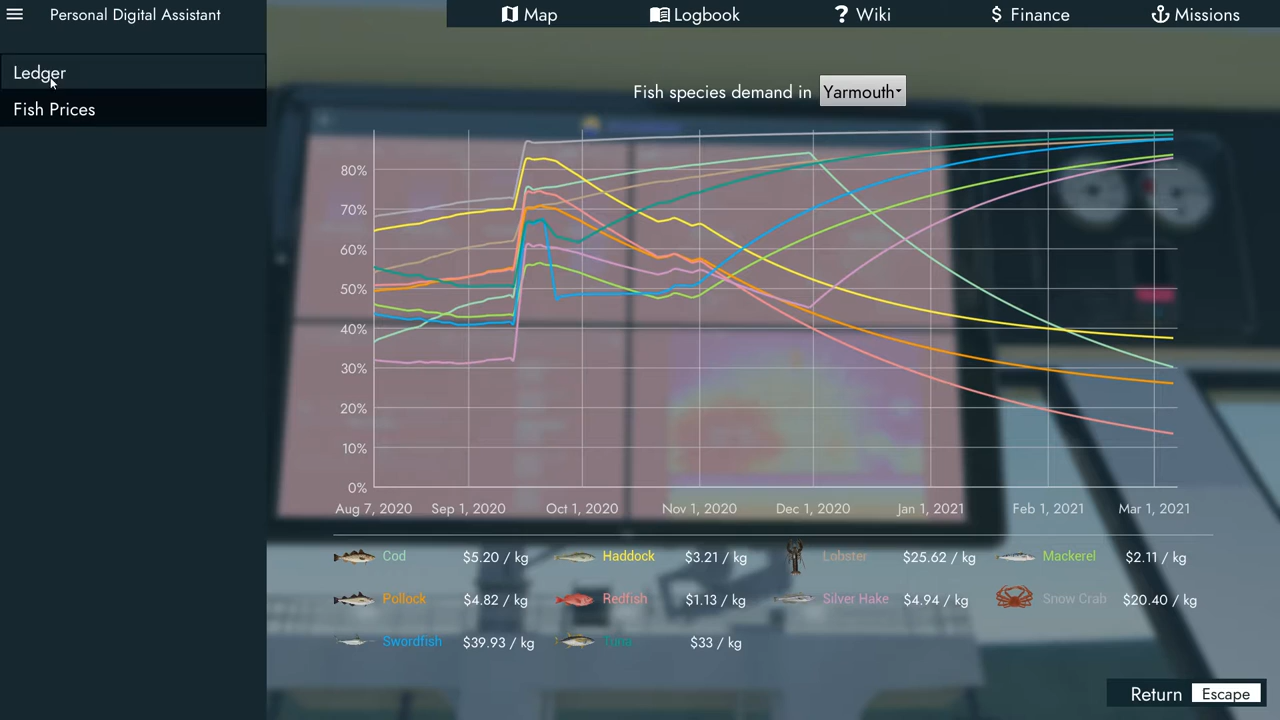 Personal Digital Assistant
Map
Logbook
? Wiki
$ Finance
Missions
Ledger
Fish Prices
Fish species demand in Yarmouth
80%
70%
60%
50%
40%
30%
20%
10%
0%
Aug 7, 2020 Sep 1, 2020 Oct 1, 2020 Nov 1, 2020 Dec 1, 2020 Jan 1, 2021 Feb 1, 2021 Mar 1, 2021
Cod $5.20 / kg Haddock $3.21 / kg Lobster $25.62 / kg Mackerel $2.11 / kg
Pollock $4.82 / kg Redfish $1.13 / kg Silver Hake $4.94 / kg Snow Crab $20.40 / kg
Swordfish $39.93 / kg Tuna $33 / kg
Return Escape